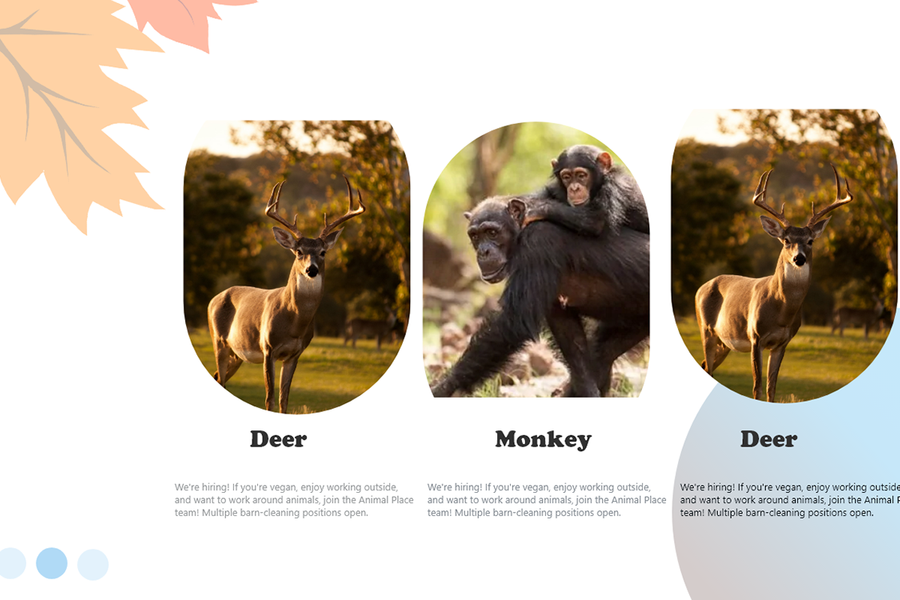 Deer
Monkey
Deer
We're hiring! If you're vegan, enjoy working outside,
and want to work around animals, join the Animal Place
team! Multiple barn-cleaning positions open.
We're hiring! If you're vegan, enjoy working outside,
and want to work around animals, join the Animal Place
team! Multiple barn-cleaning positions open.
We're hiring! If you're vegan, enjoy working outside
and want to work around animals, join the Animal
team! Multiple barn-cleaning positions open.